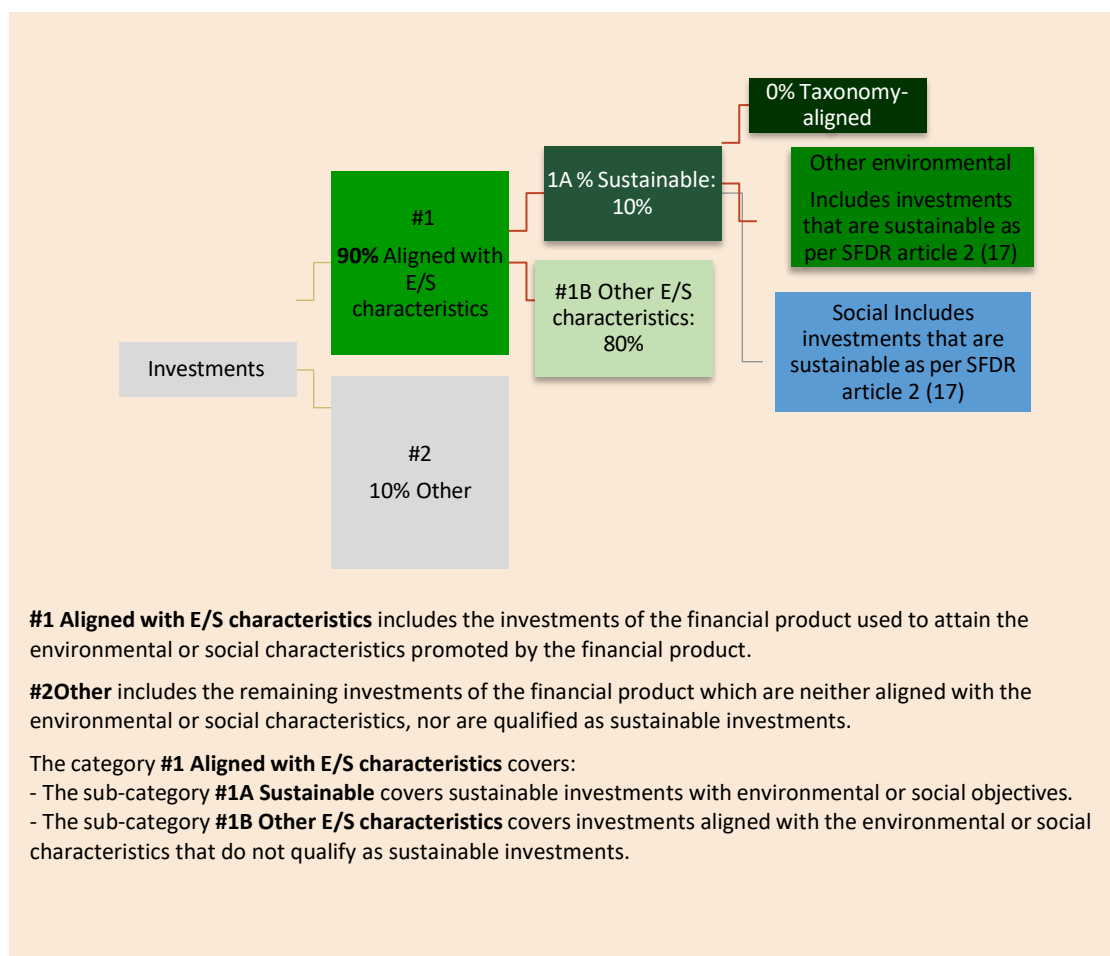 0% Taxonomy-
aligned
Other environmental
Includes investments
that are sustainable as
per SFDR article 2 (17)
1A % Sustainable:
10%
#1
90% Aligned with
E/S
characteristics
#1B Other E/S
characteristics:
80%
Social Includes
investments that are
sustainable as per SFDR
article 2 (17)
Investments
#2
10% Other
#1 Aligned with E/S characteristics includes the investments of the financial product used to attain the
environmental or social characteristics promoted by the financial product.
#2Other includes the remaining investments of the financial product which are neither aligned with the
environmental or social characteristics, nor are qualified as sustainable investments.
The category #1 Aligned with E/S characteristics covers:
- The sub-category #1A Sustainable covers sustainable investments with environmental or social objectives.
- The sub-category #1B Other E/S characteristics covers investments aligned with the environmental or social
characteristics that do not qualify as sustainable investments.